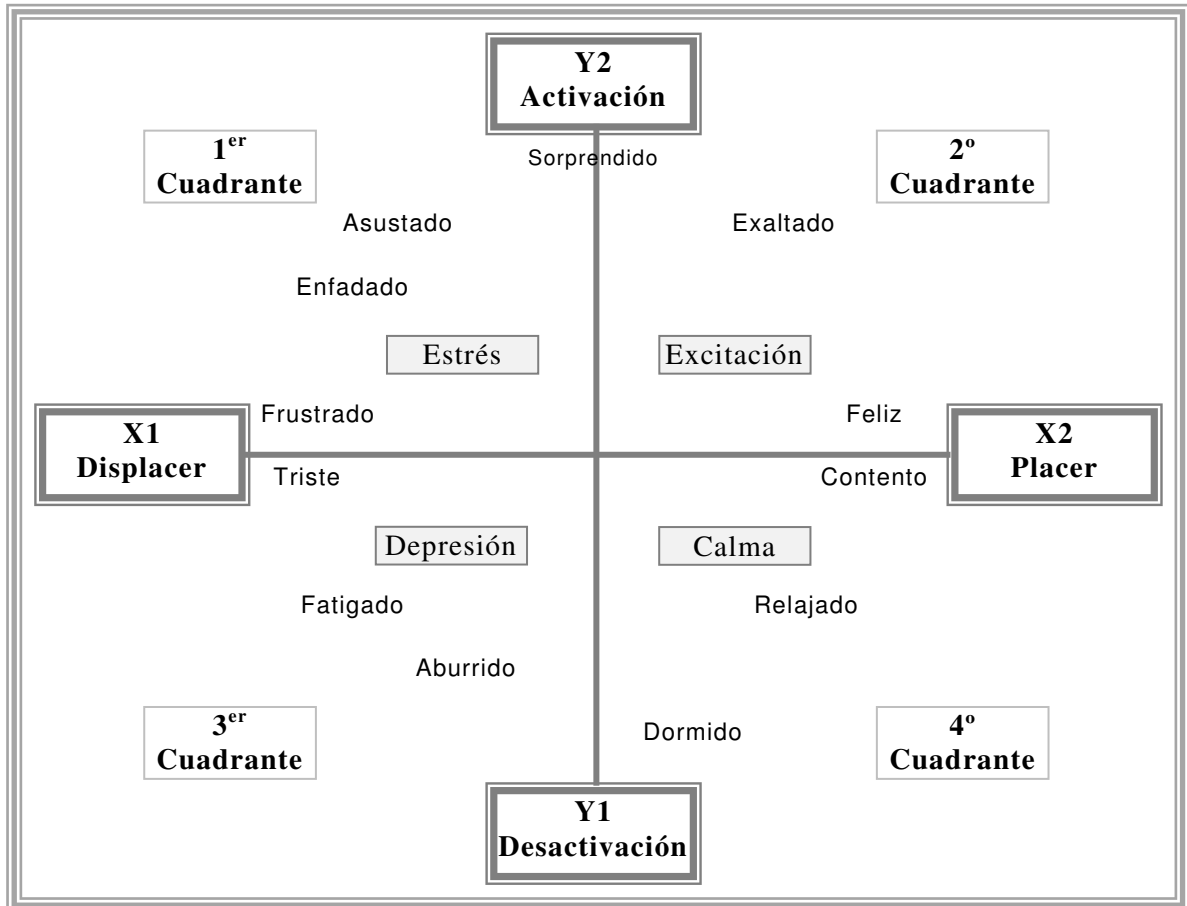 Y2
Activación
1er
Cuadrante
Sorprendido
2º
Cuadrante
Asustado
Exaltado
Enfadado
Estrés
Excitación
Frustrado
Feliz
X1
Displacer
X2
Placer
Triste
Contento
Depresión
Calma
Fatigado
Relajado
Aburrido
3er
Cuadrante
Dormido
4º
Cuadrante
Y1
Desactivación